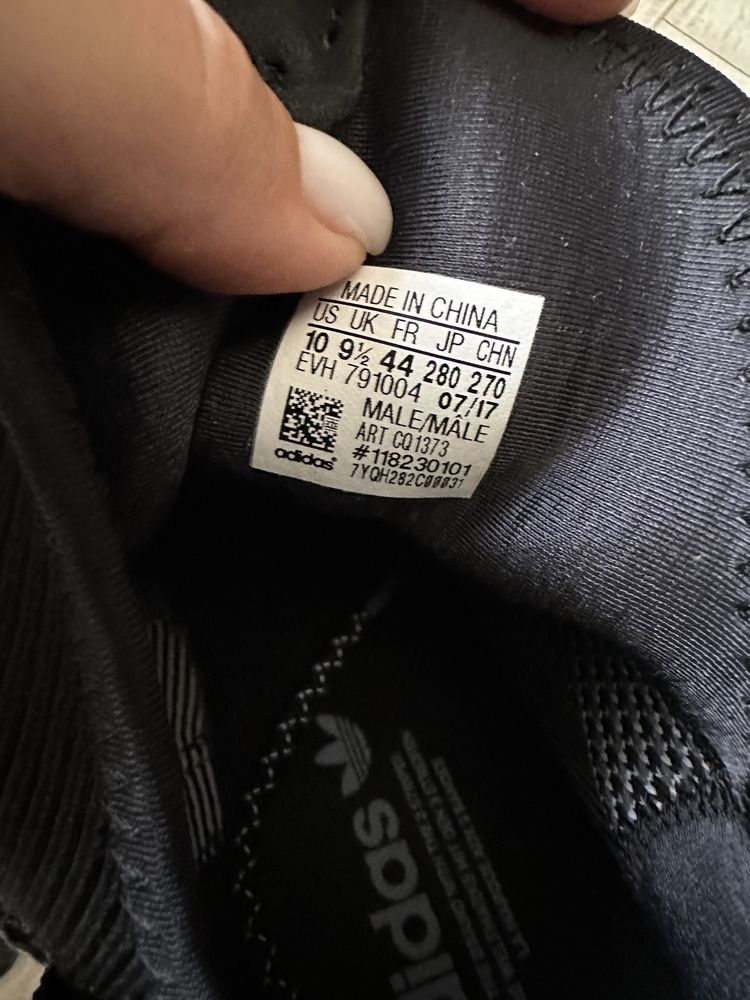 MADE IN CHINA
US UK FR JP CHN
10 9½ 44 280 270
EVH 791004 07/17
MALE/MÂLE
ART CQ1373
#118230101
7YQH282C00031
adidas
adidas